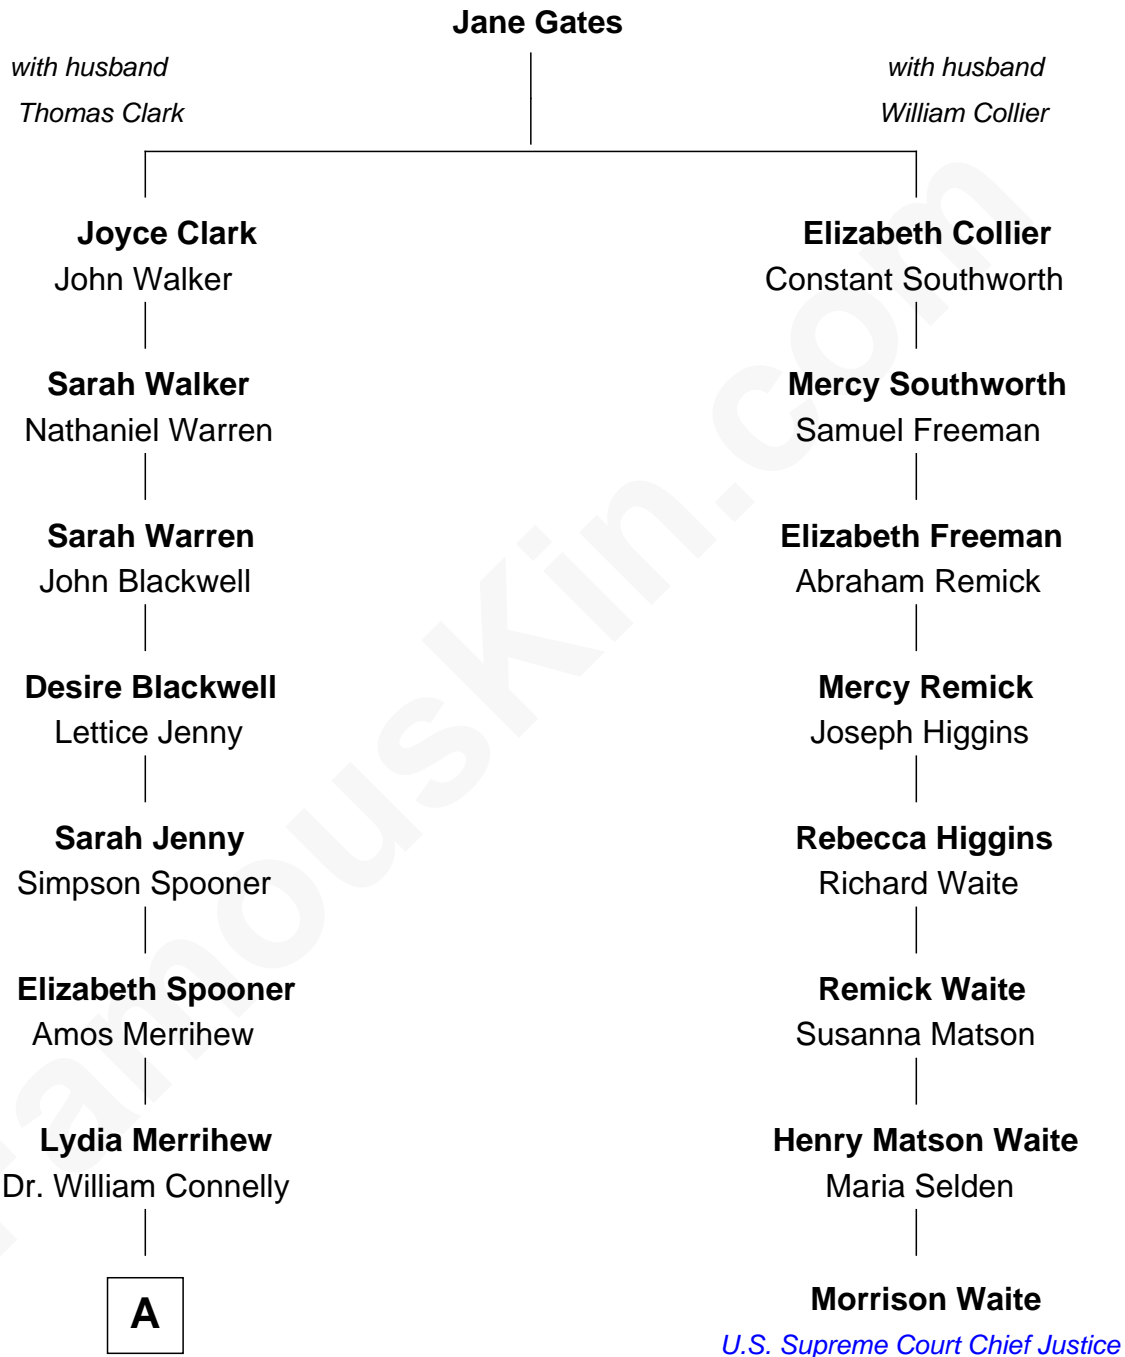 Jane Gates
with husband
Thomas Clark
with husband
William Collier
Joyce Clark
John Walker
Elizabeth Collier
Constant Southworth
Sarah Walker
Nathaniel Warren
Mercy Southworth
Samuel Freeman
Sarah Warren
John Blackwell
Elizabeth Freeman
Abraham Remick
Desire Blackwell
Lettice Jenny
Mercy Remick
Joseph Higgins
Sarah Jenny
Simpson Spooner
Rebecca Higgins
Richard Waite
Elizabeth Spooner
Amos Merrihew
Remick Waite
Susanna Matson
Lydia Merrihew
Dr. William Connelly
Henry Matson Waite
Maria Selden
A
Morrison Waite
U.S. Supreme Court Chief Justice
FamousKin.com